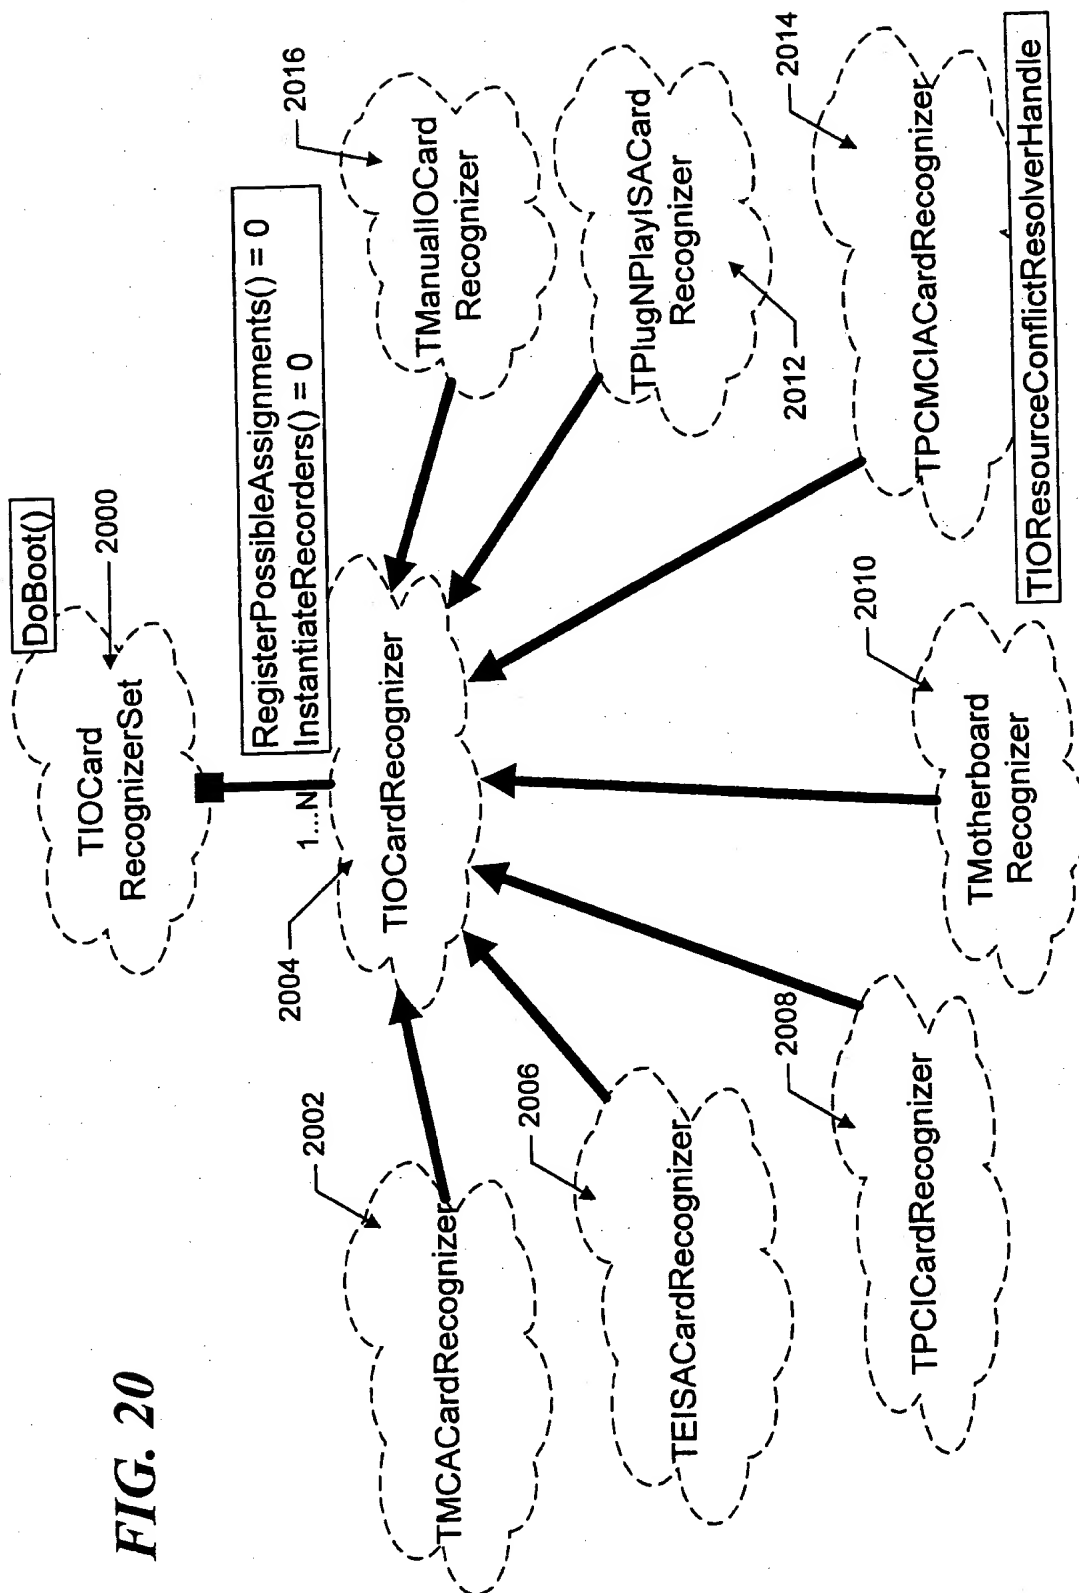 FIG. 20
DoBoot()
2000
TIOCard
RecognizerSet
RegisterPossibleAssignments() = 0
InstantiateRecorders() = 0
1...N
2004
TIOCardRecognizer
2002
TMCACardRecognizer
2006
TEISACardRecognizer
2008
TPCICardRecognizer
2010
TMotherboard
Recognizer
2016
TManualIOCard
Recognizer
TPlugNPlayISACard
Recognizer
2012
2014
TPCMCIACardRecognizer
TIOResourceConflictResolverHandle